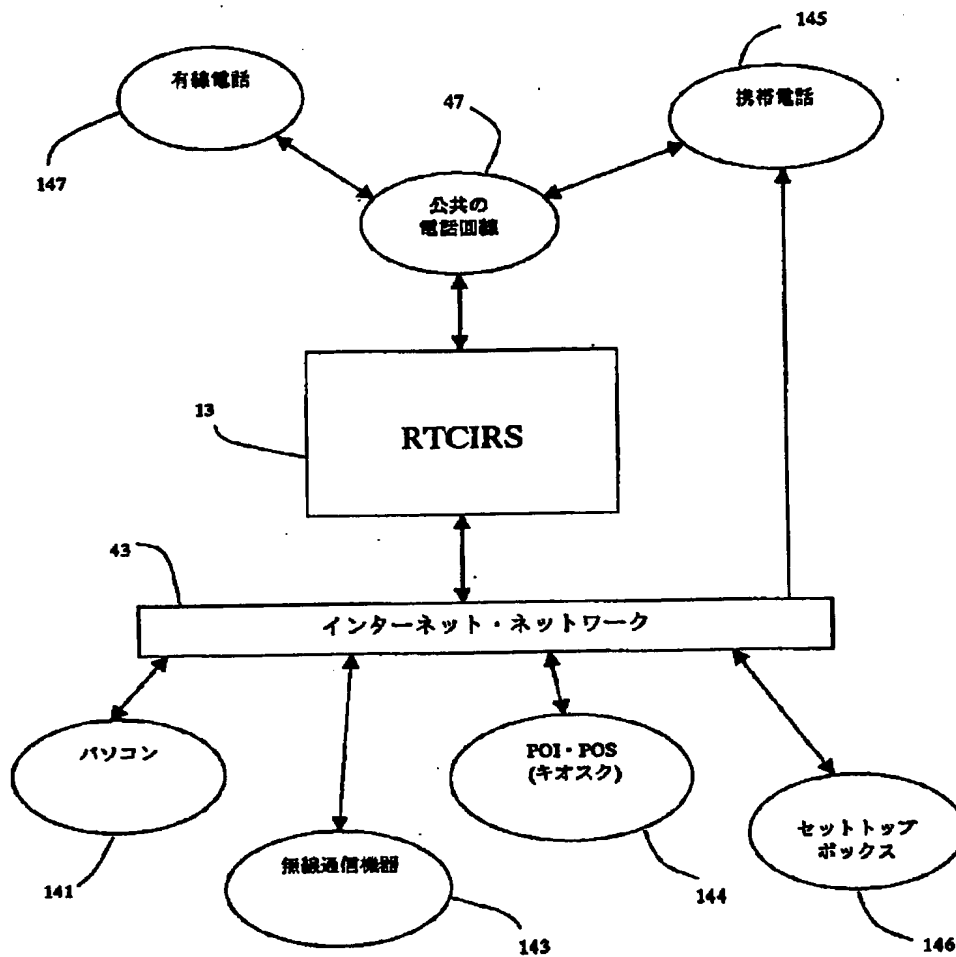 145
有線電話
携帯電話
47
147
公共の
電話回線
13
RTCIRS
43
インターネット・ネットワーク
パソコン
POI・POS
(キオスク)
セットトップ
ボックス
無線通信機器
141
144
143
146